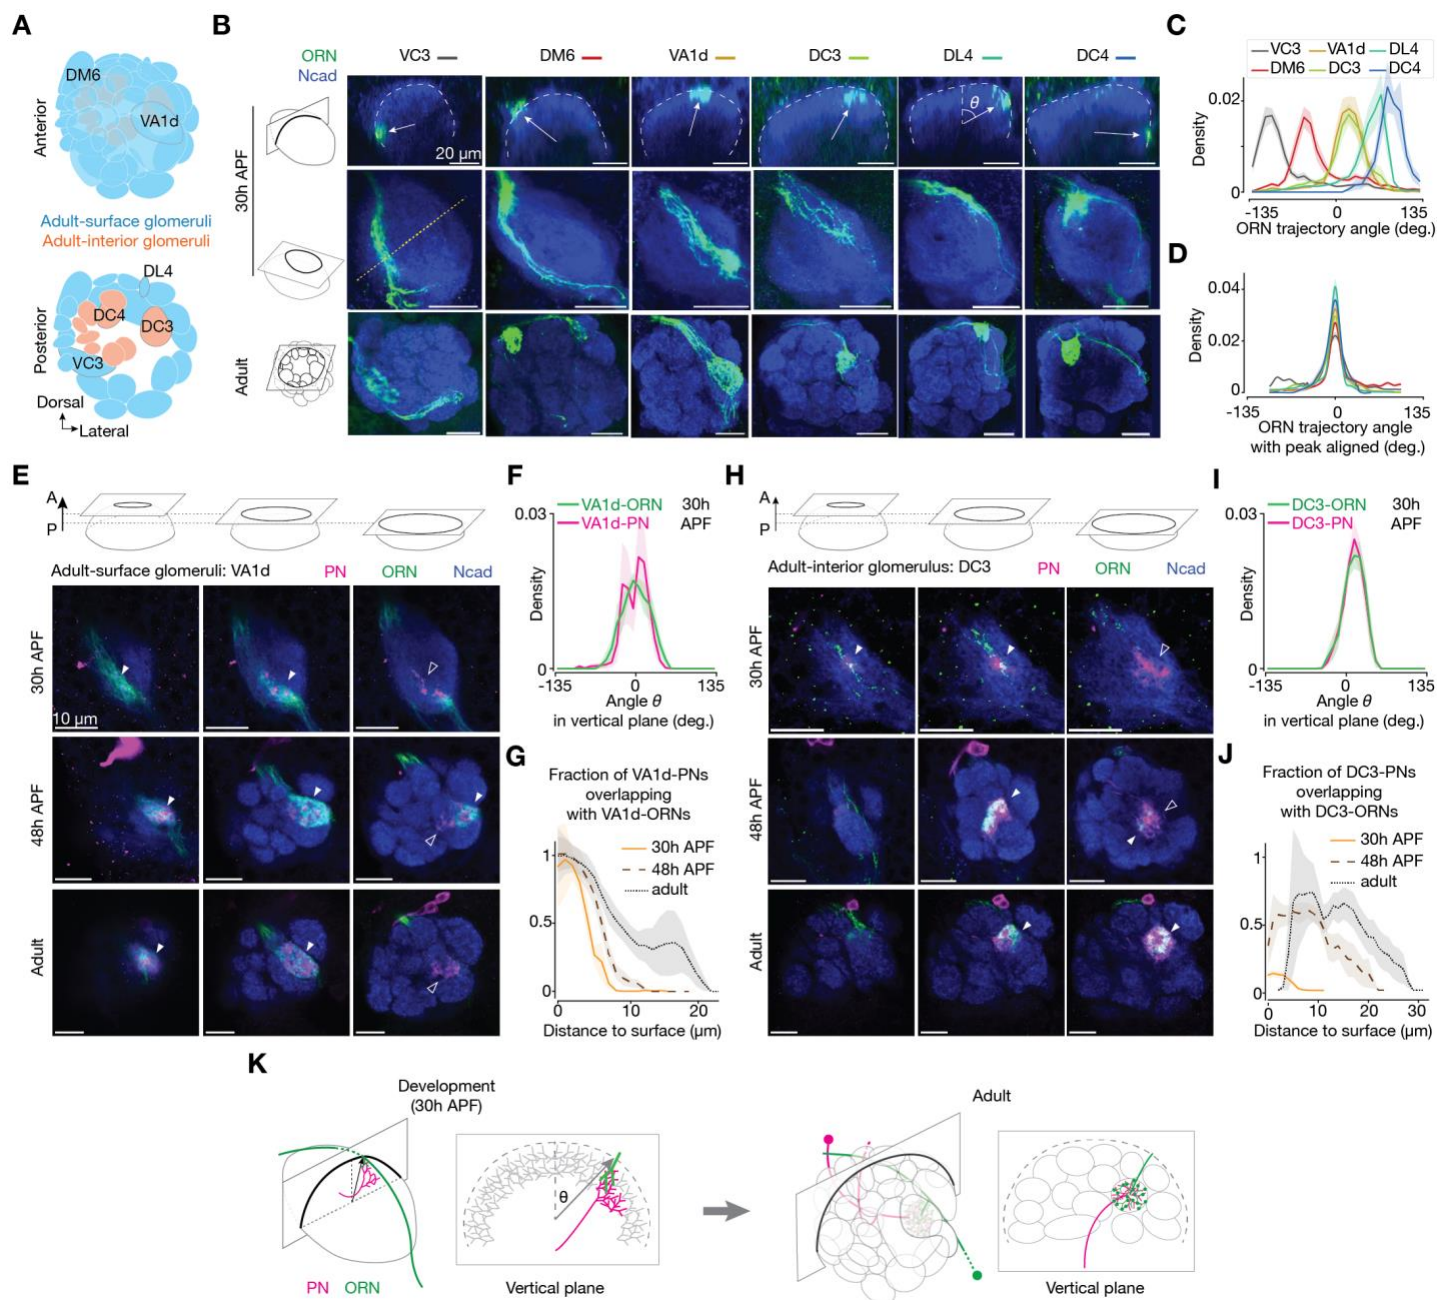 A
DM6
VA1d
Anterior
Adult-surface glomeruli
Adult-interior glomeruli
DL4
DC4
DC3
VC3
Posterior
Dorsal
Lateral
B
ORN
Ncad
VC3
DM6
VA1d
DC3
DL4
DC4
30h APF
Adult
20 µm
θ
C
VC3
VA1d
DL4
DM6
DC3
DC4
0.02
0
Density
-135
0
135
ORN trajectory angle (deg.)
D
0.04
0.02
0
Density
-135
0
135
ORN trajectory angle
with peak aligned (deg.)
E
A
P
Adult-surface glomeruli: VA1d
PN
ORN
Ncad
30h APF
10 µm
48h APF
Adult
F
VA1d-ORN
30h
VA1d-PN
APF
0.03
0
Density
-135
0
135
Angle θ
in vertical plane (deg.)
G
Fraction of VA1d-PNs
overlapping
with VA1d-ORNs
30h APF
48h APF
adult
1
0.5
0
0
10
20
Distance to surface (µm)
H
A
P
Adult-interior glomerulus: DC3
PN
ORN
Ncad
30h APF
48h APF
Adult
I
DC3-ORN
30h
DC3-PN
APF
0.03
0
Density
-135
0
135
Angle θ
in vertical plane (deg.)
J
Fraction of DC3-PNs
overlapping
with DC3-ORNs
30h APF
48h APF
adult
1
0.5
0
0
10
20
30
Distance to surface (µm)
K
Development
(30h APF)
θ
PN
ORN
Vertical plane
Adult
Vertical plane